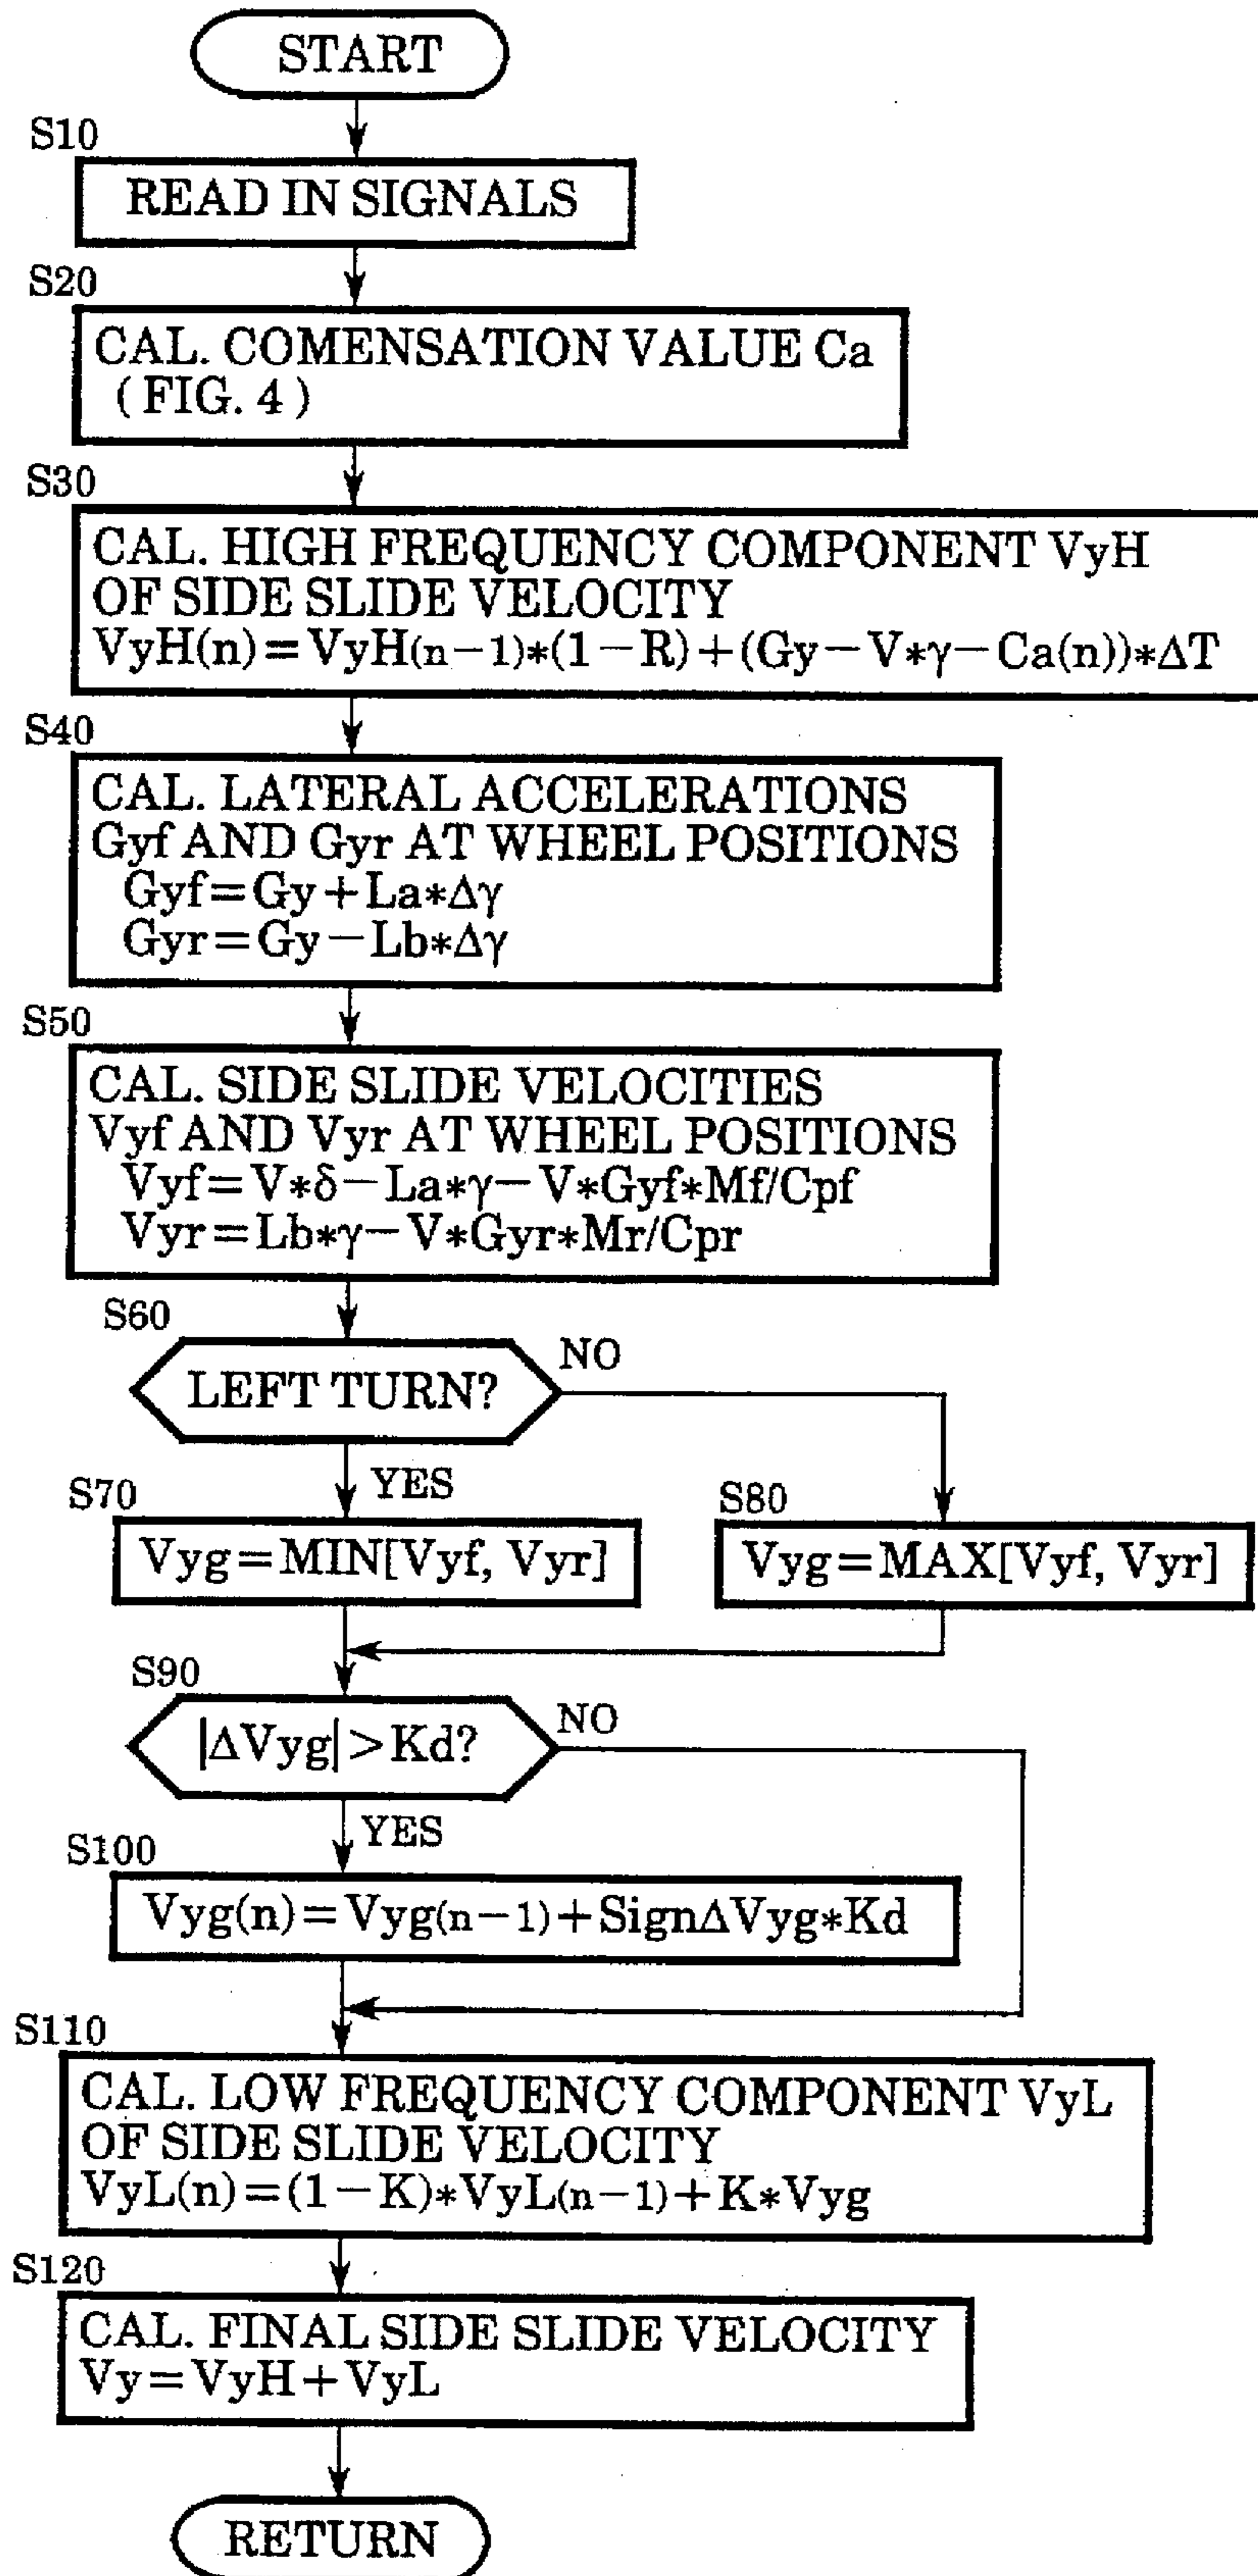 START
S10
READ IN SIGNALS
S20
CAL. COMENSATION VALUE Ca
( FIG. 4 )
S30
CAL. HIGH FREQUENCY COMPONENT VyH
OF SIDE SLIDE VELOCITY
VyH(n)=VyH(n−1)*(1−R)+(Gy−V*γ−Ca(n))*ΔT
S40
CAL. LATERAL ACCELERATIONS
Gyf AND Gyr AT WHEEL POSITIONS
Gyf=Gy+La*Δγ
Gyr=Gy−Lb*Δγ
S50
CAL. SIDE SLIDE VELOCITIES
Vyf AND Vyr AT WHEEL POSITIONS
Vyf=V*δ−La*γ−V*Gyf*Mf/Cpf
Vyr=Lb*γ−V*Gyr*Mr/Cpr
S60
LEFT TURN?
NO
YES
S70
Vyg=MIN[Vyf, Vyr]
S80
Vyg=MAX[Vyf, Vyr]
S90
|ΔVyg|>Kd?
NO
YES
S100
Vyg(n)=Vyg(n−1)+SignΔVyg*Kd
S110
CAL. LOW FREQUENCY COMPONENT VyL
OF SIDE SLIDE VELOCITY
VyL(n)=(1−K)*VyL(n−1)+K*Vyg
S120
CAL. FINAL SIDE SLIDE VELOCITY
Vy=VyH+VyL
RETURN